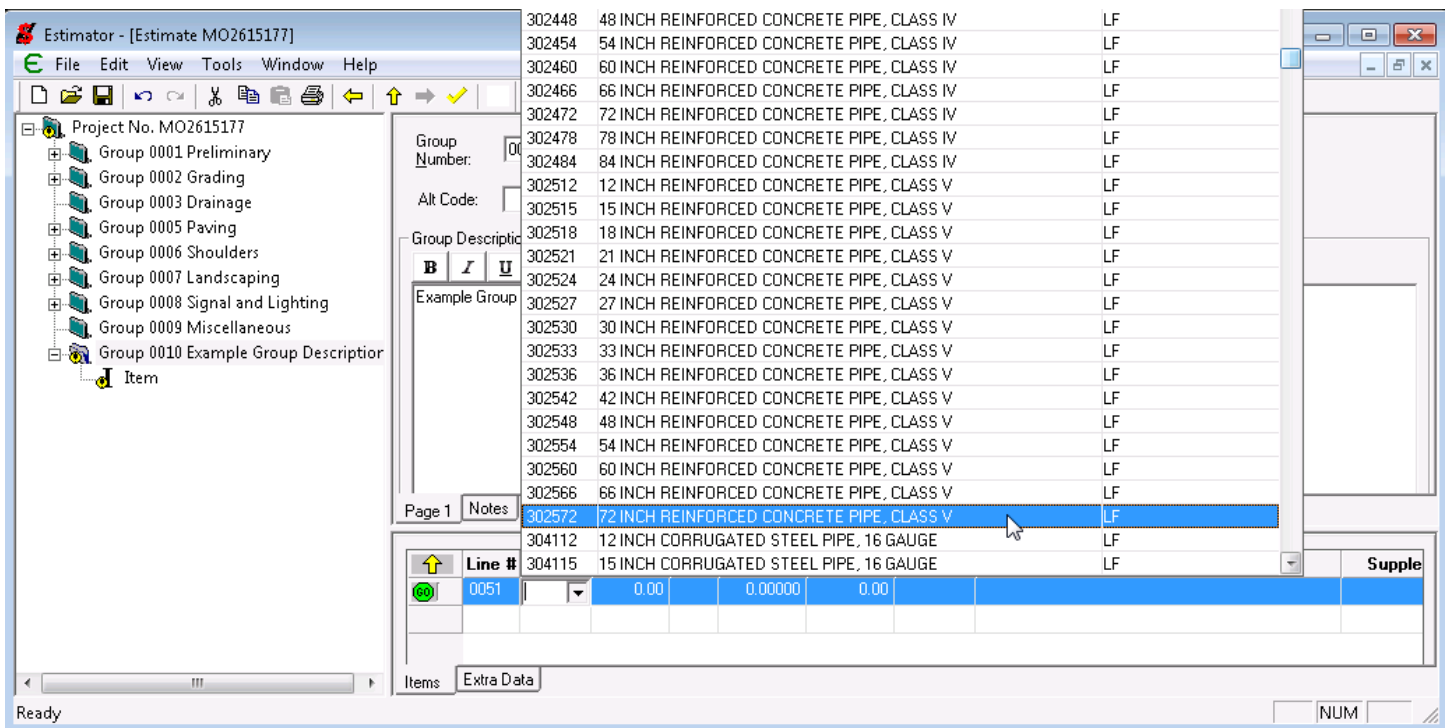 Estimator - [Estimate MO2615177]
File Edit View Tools Window Help
Project No. MO2615177
Group 0001 Preliminary
Group 0002 Grading
Group 0003 Drainage
Group 0005 Paving
Group 0006 Shoulders
Group 0007 Landscaping
Group 0008 Signal and Lighting
Group 0009 Miscellaneous
Group 0010 Example Group Description
Item
Group Number:
Alt Code:
Group Descriptio
B I U
Example Group
Page 1 Notes
302448 48 INCH REINFORCED CONCRETE PIPE, CLASS IV LF
302454 54 INCH REINFORCED CONCRETE PIPE, CLASS IV LF
302460 60 INCH REINFORCED CONCRETE PIPE, CLASS IV LF
302466 66 INCH REINFORCED CONCRETE PIPE, CLASS IV LF
302472 72 INCH REINFORCED CONCRETE PIPE, CLASS IV LF
302478 78 INCH REINFORCED CONCRETE PIPE, CLASS IV LF
302484 84 INCH REINFORCED CONCRETE PIPE, CLASS IV LF
302512 12 INCH REINFORCED CONCRETE PIPE, CLASS V LF
302515 15 INCH REINFORCED CONCRETE PIPE, CLASS V LF
302518 18 INCH REINFORCED CONCRETE PIPE, CLASS V LF
302521 21 INCH REINFORCED CONCRETE PIPE, CLASS V LF
302524 24 INCH REINFORCED CONCRETE PIPE, CLASS V LF
302527 27 INCH REINFORCED CONCRETE PIPE, CLASS V LF
302530 30 INCH REINFORCED CONCRETE PIPE, CLASS V LF
302533 33 INCH REINFORCED CONCRETE PIPE, CLASS V LF
302536 36 INCH REINFORCED CONCRETE PIPE, CLASS V LF
302542 42 INCH REINFORCED CONCRETE PIPE, CLASS V LF
302548 48 INCH REINFORCED CONCRETE PIPE, CLASS V LF
302554 54 INCH REINFORCED CONCRETE PIPE, CLASS V LF
302560 60 INCH REINFORCED CONCRETE PIPE, CLASS V LF
302566 66 INCH REINFORCED CONCRETE PIPE, CLASS V LF
302572 72 INCH REINFORCED CONCRETE PIPE, CLASS V LF
304112 12 INCH CORRUGATED STEEL PIPE, 16 GAUGE LF
304115 15 INCH CORRUGATED STEEL PIPE, 16 GAUGE LF
Line # Supple
GO 0051 0.00 0.00000 0.00
Items Extra Data
Ready NUM